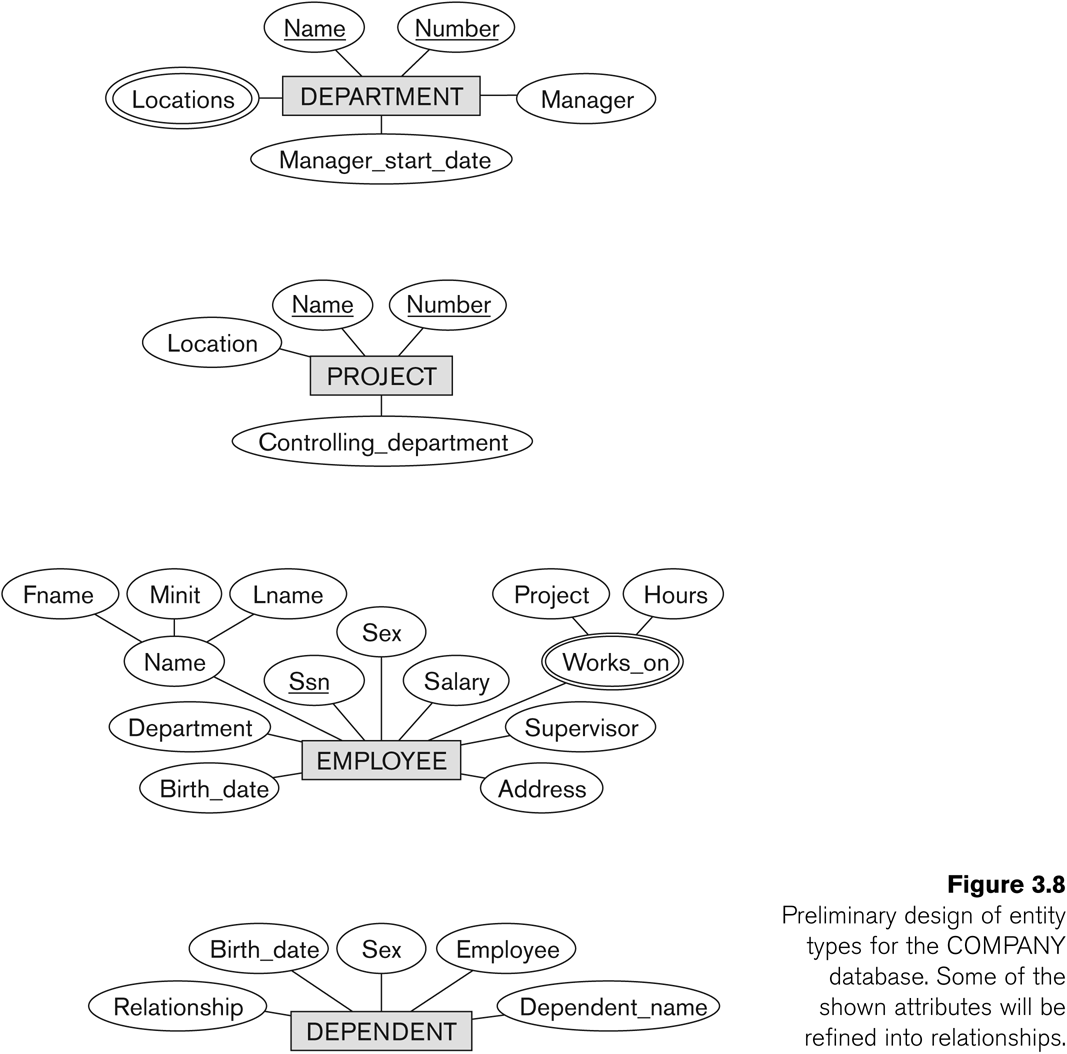 Name Number
Locations DEPARTMENT Manager
Manager_start_date
Name Number
Location
PROJECT
Controlling_department
Fname Minit Lname Project Hours
Sex
Name Works_on
Ssn Salary
Department Supervisor
EMPLOYEE
Birth_date Address
Figure 3.8
Preliminary design of entity
types for the COMPANY
database. Some of the
shown attributes will be
refined into relationships.
Birth_date Sex Employee
Relationship Dependent_name
DEPENDENT